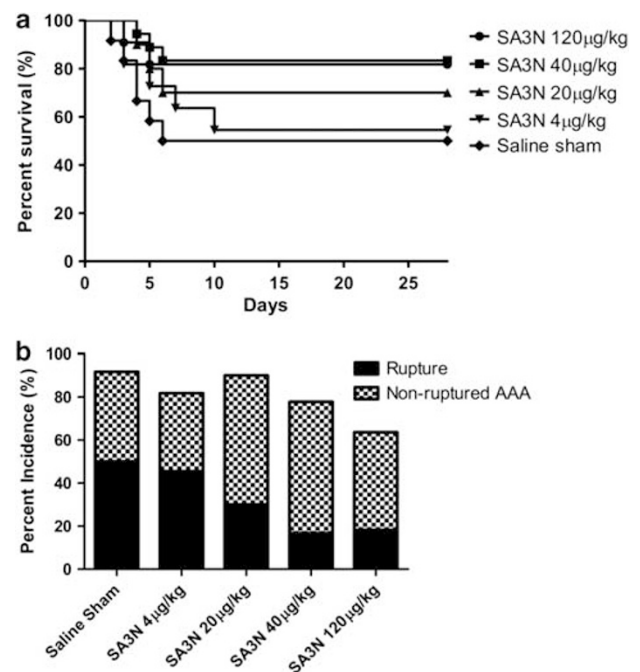 a
Percent survival (%)
100
80
60
40
20
0
0 5 10 15 20 25
Days
SA3N 120µg/kg
SA3N 40µg/kg
SA3N 20µg/kg
SA3N 4µg/kg
Saline sham
b
Percent Incidence (%)
100
80
60
40
20
0
Rupture
Non-ruptured AAA
Saline Sham
SA3N 4µg/kg
SA3N 20µg/kg
SA3N 40µg/kg
SA3N 120µg/kg